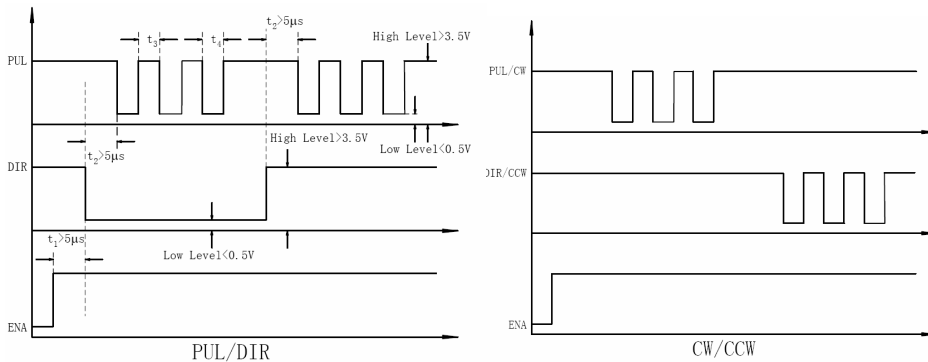 t₂>5μs
t₃
t₄
High Level>3.5V
PUL
High Level>3.5V
Low Level<0.5V
t₂>5μs
DIR
t₁>5μs
Low Level<0.5V
ENA
PUL/DIR
PUL/CW
DIR/CCW
ENA
CW/CCW